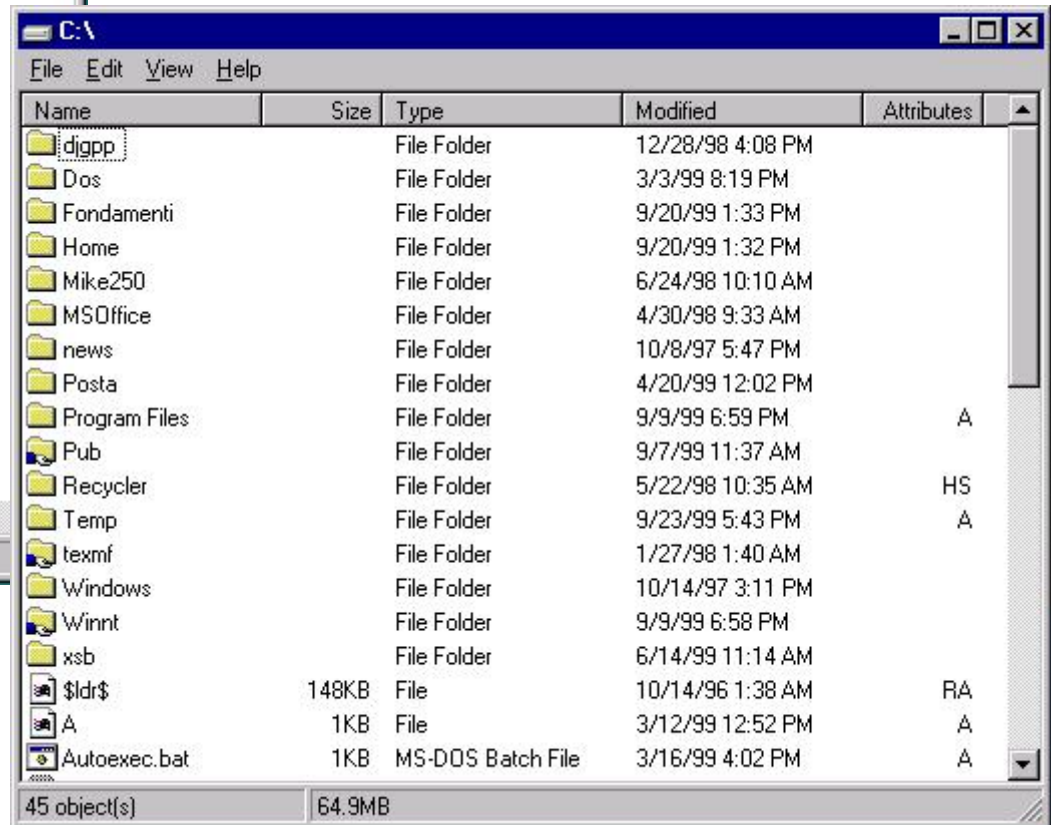 C:\
File Edit View Help
Name Size Type Modified Attributes
djgpp File Folder 12/28/98 4:08 PM
Dos File Folder 3/3/99 8:19 PM
Fondamenti File Folder 9/20/99 1:33 PM
Home File Folder 9/20/99 1:32 PM
Mike250 File Folder 6/24/98 10:10 AM
MSOffice File Folder 4/30/98 9:33 AM
news File Folder 10/8/97 5:47 PM
Posta File Folder 4/20/99 12:02 PM
Program Files File Folder 9/9/99 6:59 PM A
Pub File Folder 9/7/99 11:37 AM
Recycler File Folder 5/22/98 10:35 AM HS
Temp File Folder 9/23/99 5:43 PM A
texmf File Folder 1/27/98 1:40 AM
Windows File Folder 10/14/97 3:11 PM
Winnt File Folder 9/9/99 6:58 PM
xsb File Folder 6/14/99 11:14 AM
$ldr$ 148KB File 10/14/96 1:38 AM RA
A 1KB File 3/12/99 12:52 PM A
Autoexec.bat 1KB MS-DOS Batch File 3/16/99 4:02 PM A
45 object(s) 64.9MB